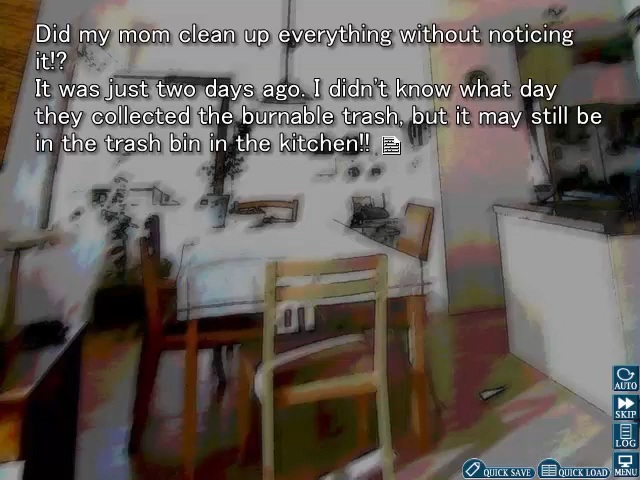 Did my mom clean up everything without noticing
it!?
It was just two days ago. I didn't know what day
they collected the burnable trash, but it may still be
in the trash bin in the kitchen!!
AUTO
SKIP
LOG
MENU
QUICK SAVE
QUICK LOAD